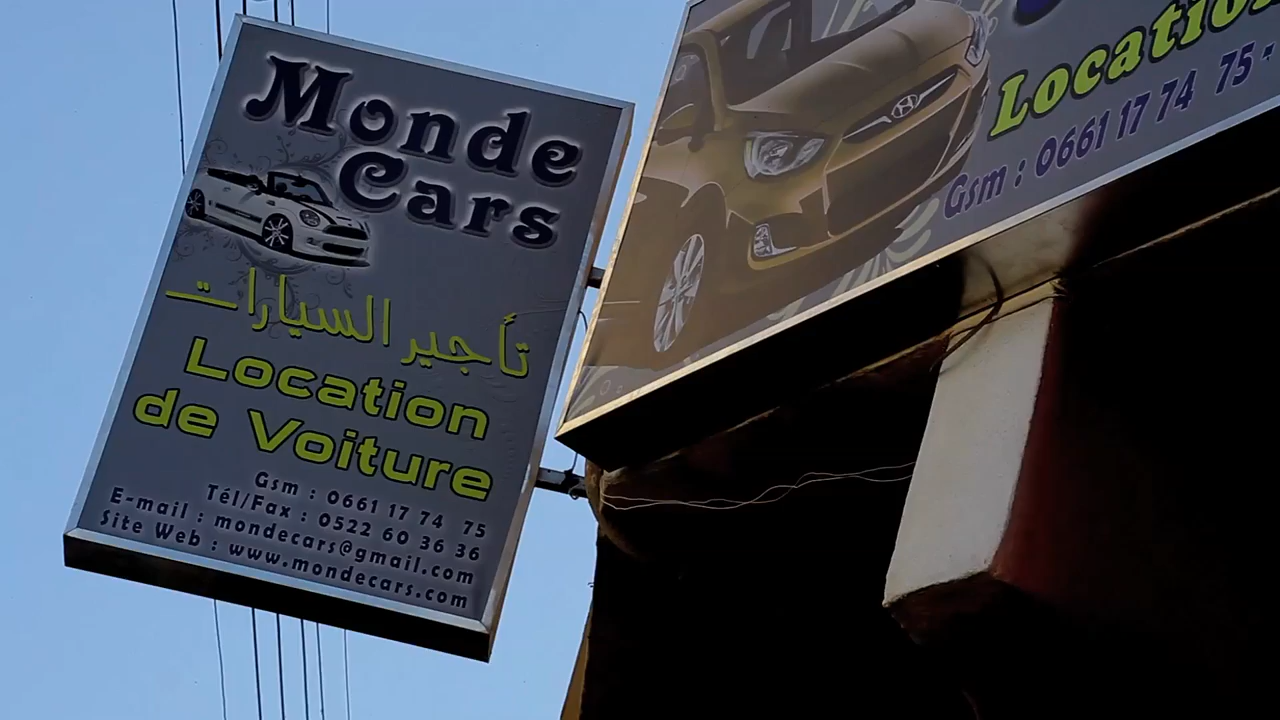 Monde
Cars
تأجير السيارات
Location
de Voiture
Gsm : 0661 17 74 75
Tél/Fax : 0522 60 36 36
E-mail : mondecars@gmail.com
Site Web : www.mondecars.com
Location
Gsm : 0661 17 74 75 -